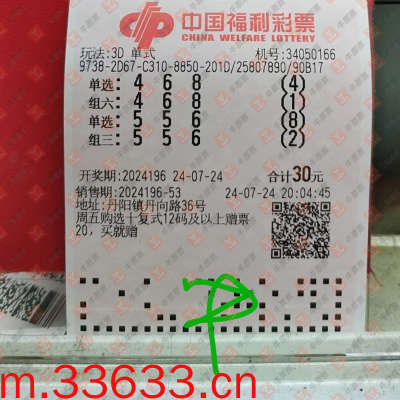 中国福利彩票
CHINA WELFARE LOTTERY
玩法:3D 单式 机号:34050166
9738-2D67-C310-8850-201D/25807890/90B17
单选: 4 6 8 (4)
组六: 4 6 8 (1)
单选: 5 5 6 (8)
组三: 5 5 6 (2)
开奖期:2024196 24-07-24 合计30元
销售期:2024196-53 24-07-24 20:04:45
地址:丹阳镇丹向路36号
周五购选十复式12码及以上赠票
20,买就赠
m.33633.cn